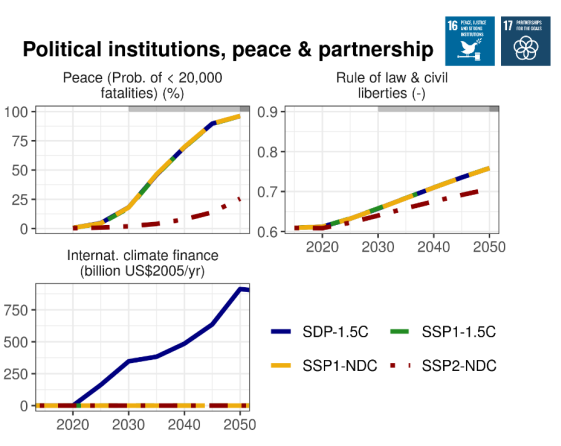 Political institutions, peace & partnership
16 PEACE, JUSTICE
AND STRONG
INSTITUTIONS
17 PARTNERSHIPS
FOR THE GOALS
Peace (Prob. of < 20,000
fatalities) (%)
100
75
50
25
0
Rule of law & civil
liberties (-)
0.9
0.8
0.7
0.6
2020 2030 2040 2050
Internat. climate finance
(billion US$2005/yr)
750
500
250
0
2020 2030 2040 2050
SDP-1.5C
SSP1-1.5C
SSP1-NDC
SSP2-NDC